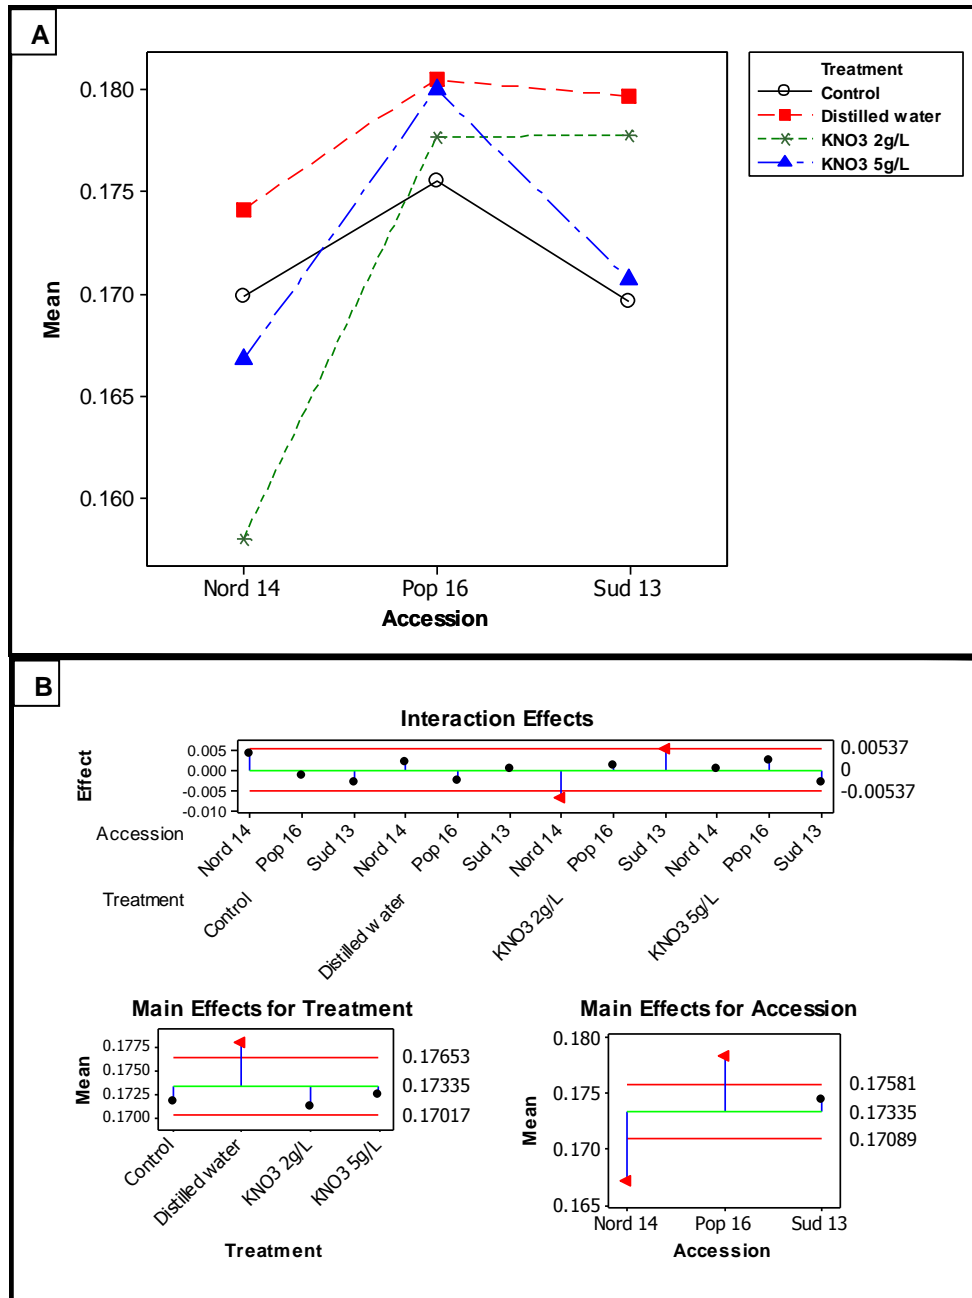 A
0.180
0.175
0.170
0.165
0.160
Mean
Nord 14 Pop 16 Sud 13
Accession
Treatment
Control
Distilled water
KNO3 2g/L
KNO3 5g/L
B
Interaction Effects
0.005
0.000
-0.005
-0.010
Effect
0.00537
0
-0.00537
Accession
Nord 14 Pop 16 Sud 13 Nord 14 Pop 16 Sud 13 Nord 14 Pop 16 Sud 13 Nord 14 Pop 16 Sud 13
Treatment
Control Distilled water KNO3 2g/L KNO3 5g/L
Main Effects for Treatment
0.1775
0.1750
0.1725
0.1700
Mean
0.17653
0.17335
0.17017
Control Distilled water KNO3 2g/L KNO3 5g/L
Treatment
Main Effects for Accession
0.180
0.175
0.170
0.165
Mean
0.17581
0.17335
0.17089
Nord 14 Pop 16 Sud 13
Accession